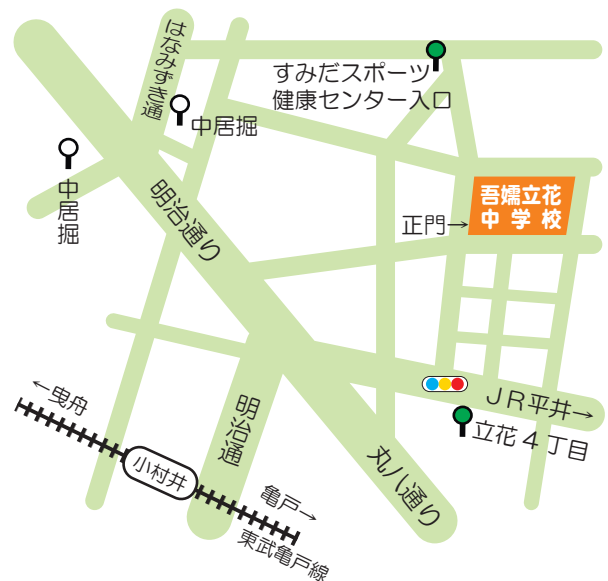 はなみずき通
すみだスポーツ
健康センター入口
中居掘
中居掘
明治通り
吾嬬立花
中学校
正門→
←曳舟
小村井
明治通
亀戸→
東武亀戸線
丸八通り
JR平井→
立花4丁目